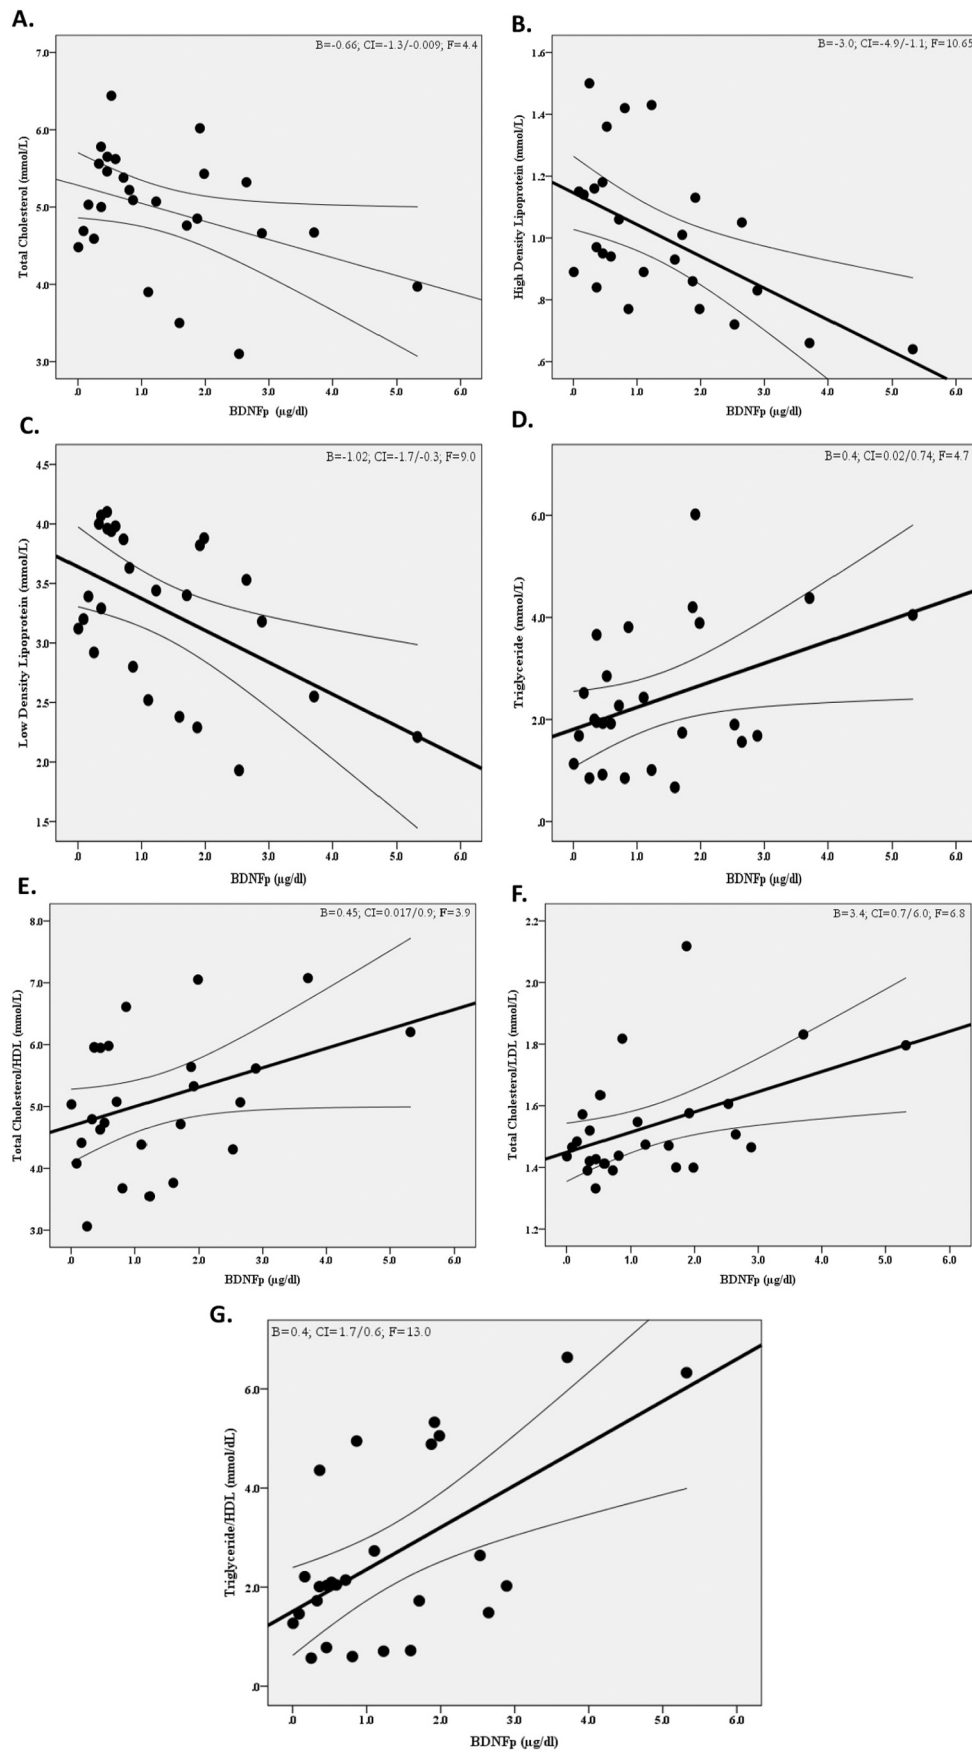 A.
B=-0.66; CI=-1.3/-0.009; F=4.4
7.0
6.0
5.0
4.0
3.0
Total Cholesterol (mmol/L)
.0 1.0 2.0 3.0 4.0 5.0 6.0
BDNFp (µg/dl)
B.
B=-3.0; CI=-4.9/-1.1; F=10.65
1.6
1.4
1.2
1.0
.8
.6
High Density Lipoprotein (mmol/L)
.0 1.0 2.0 3.0 4.0 5.0 6.0
BDNFp (µg/dl)
C.
B=-1.02; CI=-1.7/-0.3; F=9.0
4.5
4.0
3.5
3.0
2.5
2.0
1.5
Low Density Lipoprotein (mmol/L)
.0 1.0 2.0 3.0 4.0 5.0 6.0
BDNFp (µg/dl)
D.
B=0.4; CI=0.02/0.74; F=4.7
6.0
4.0
2.0
.0
Triglyceride (mmol/L)
.0 1.0 2.0 3.0 4.0 5.0 6.0
BDNFp (µg/dl)
E.
B=0.45; CI=0.017/0.9; F=3.9
8.0
7.0
6.0
5.0
4.0
3.0
Total Cholesterol/HDL (mmol/L)
.0 1.0 2.0 3.0 4.0 5.0 6.0
BDNFp (µg/dl)
F.
B=3.4; CI=0.7/6.0; F=6.8
2.2
2.0
1.8
1.6
1.4
1.2
Total Cholesterol/LDL (mmol/L)
.0 1.0 2.0 3.0 4.0 5.0 6.0
BDNFp (µg/dl)
G.
B=0.4; CI=1.7/0.6; F=13.0
6.0
4.0
2.0
.0
Triglyceride/HDL (mmol/dL)
.0 1.0 2.0 3.0 4.0 5.0 6.0
BDNFp (µg/dl)